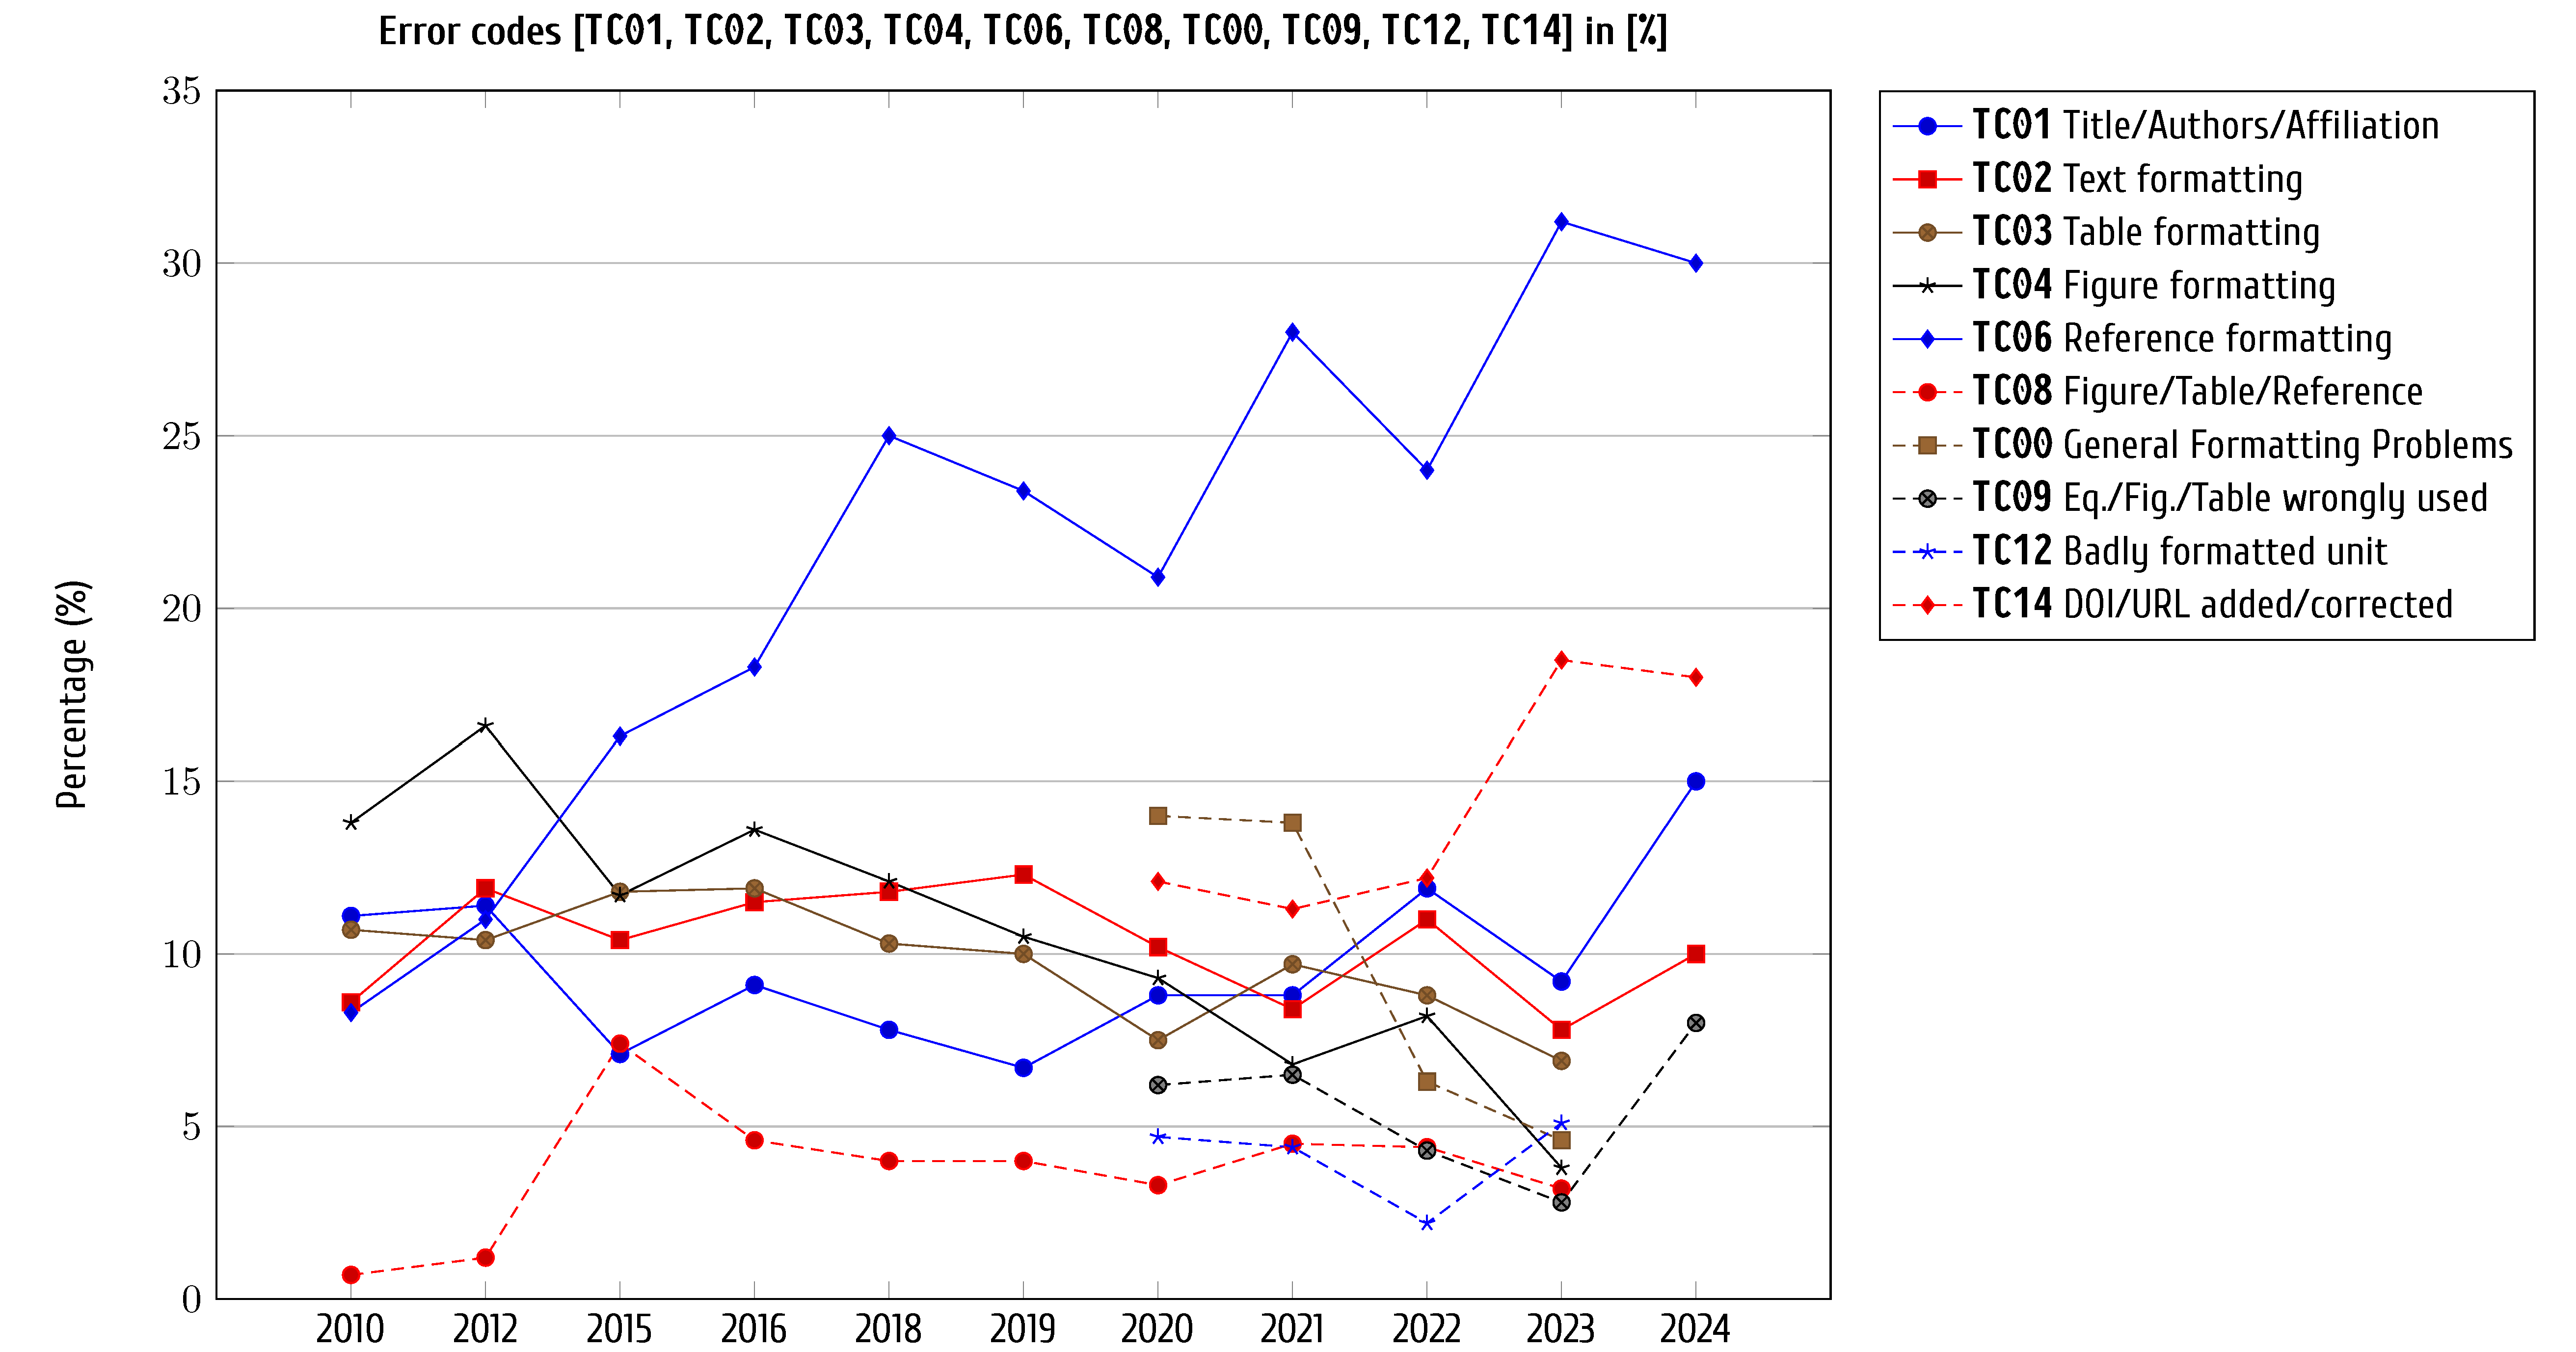 Error codes [TC01, TC02, TC03, TC04, TC06, TC08, TC00, TC09, TC12, TC14] in [%]
Percentage (%)
35
30
25
20
15
10
5
0
2010 2012 2015 2016 2018 2019 2020 2021 2022 2023 2024
TC01 Title/Authors/Affiliation
TC02 Text formatting
TC03 Table formatting
TC04 Figure formatting
TC06 Reference formatting
TC08 Figure/Table/Reference
TC00 General Formatting Problems
TC09 Eq./Fig./Table wrongly used
TC12 Badly formatted unit
TC14 DOI/URL added/corrected